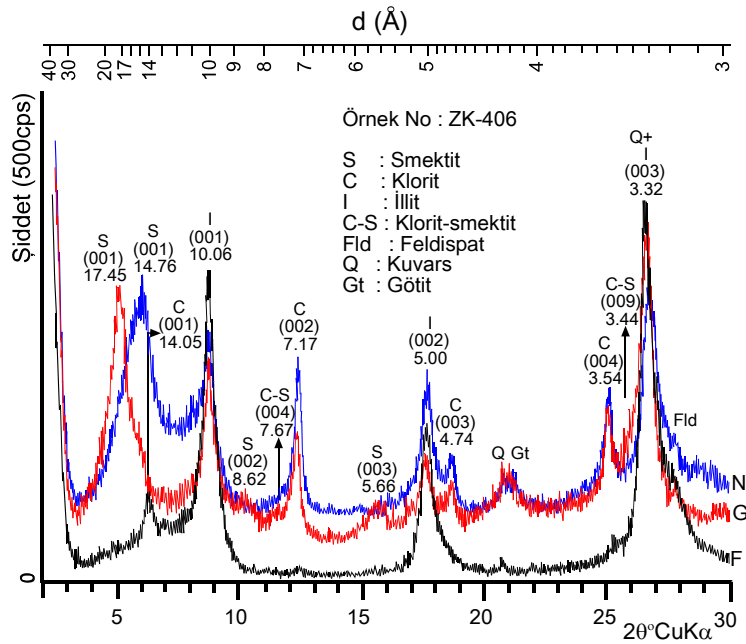 d (Å)
40 30 20 17 14 10 9 8 7 6 5 4 3
Şiddet (500cps)
0
Örnek No : ZK-406
S : Smektit
C : Klorit
I : İllit
C-S : Klorit-smektit
Fld : Feldispat
Q : Kuvars
Gt : Götit
S
(001)
17.45
S
(001)
14.76
C
(001)
14.05
I
(001)
10.06
S
(002)
8.62
C-S
(004)
7.67
C
(002)
7.17
S
(003)
5.66
I
(002)
5.00
C
(003)
4.74
Q Gt
C
(004)
3.54
C-S
(009)
3.44
Q+
I
(003)
3.32
Fld
N
G
F
5 10 15 20 25 30
2θ°CuKα